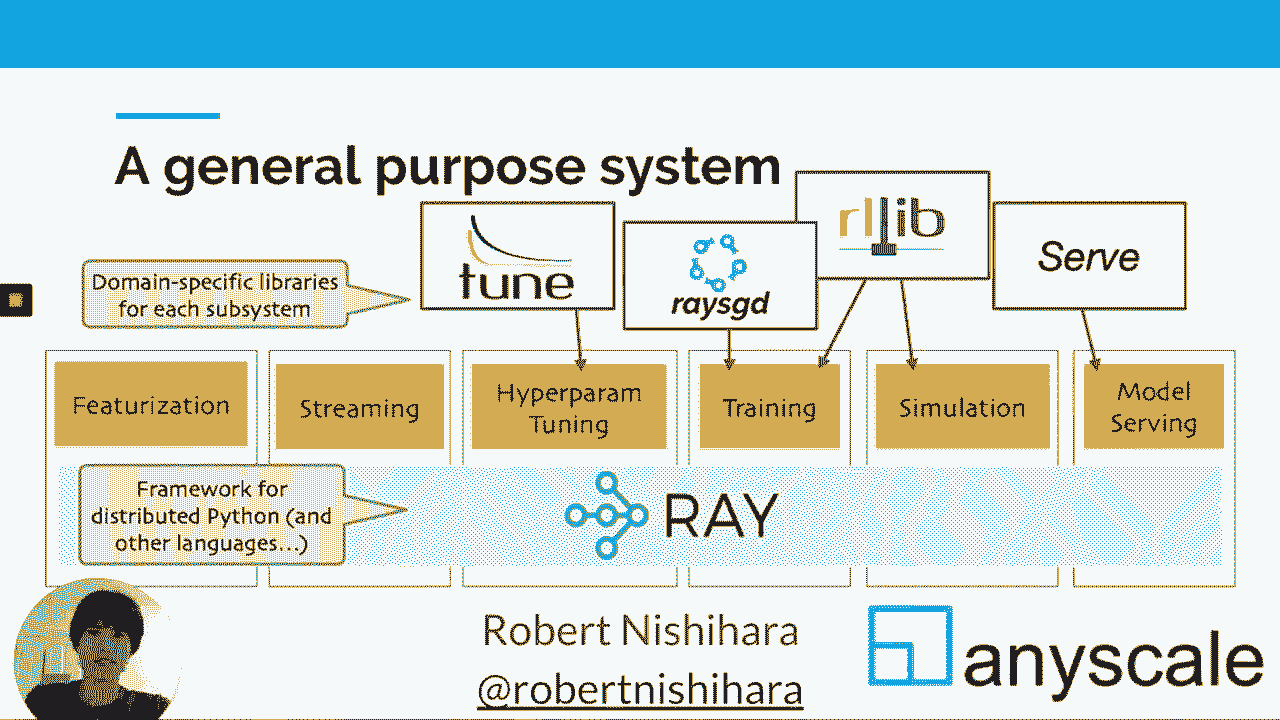 A general purpose system
tune
raysgd
rllib
Serve
Domain-specific libraries
for each subsystem
Featurization
Streaming
Hyperparam
Tuning
Training
Simulation
Model
Serving
Framework for
distributed Python (and
other languages...)
RAY
Robert Nishihara
@robertnishihara
anyscale